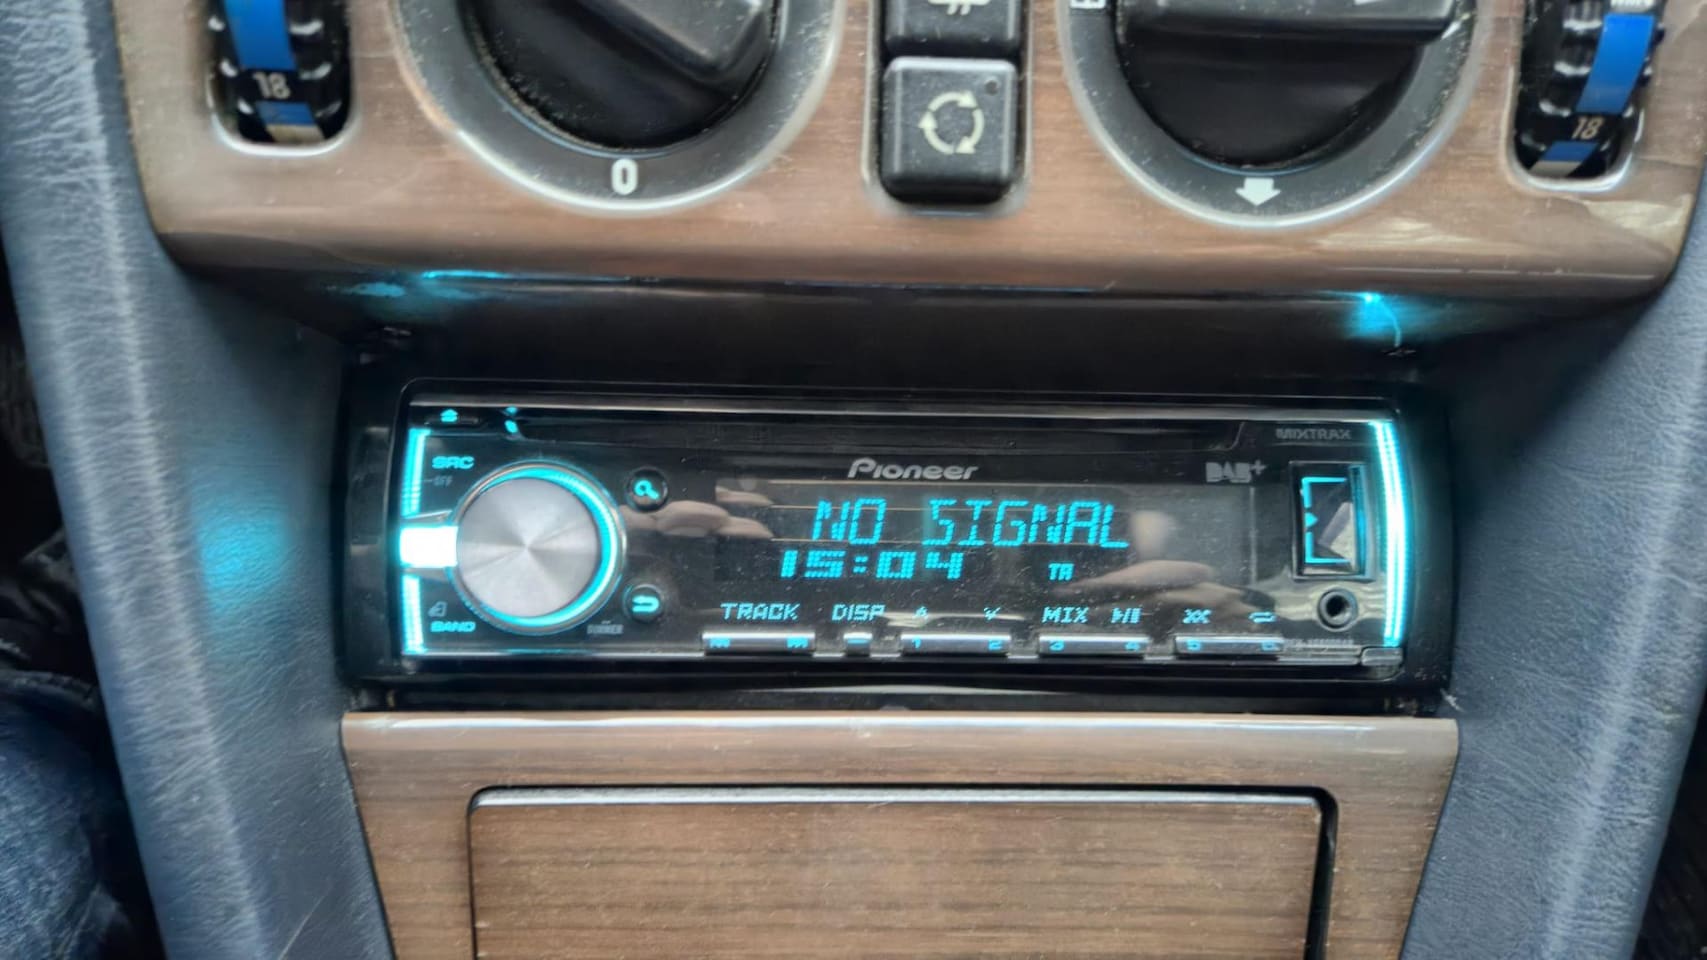 18
0
18
MIXTRAX
SRC
OFF
Pioneer
DAB+
NO SIGNAL
15:04 TA
BAND
DIMMER
TRACK DISP MIX
1 2 3 4 5 6